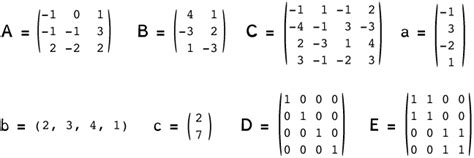 A = (-1 0 1
-1 -1 3
2 -2 2)
B = (4 1
-3 2
1 -3)
C = (-1 1 -1 2
-4 -1 3 -3
2 -3 1 4
3 -1 -2 3)
a = (-1
3
-2
1)
b = (2, 3, 4, 1)
c = (2
7)
D = (1 0 0 0
0 1 0 0
0 0 1 0
0 0 0 1)
E = (1 1 0 0
1 1 0 0
0 0 1 1
0 0 1 1)